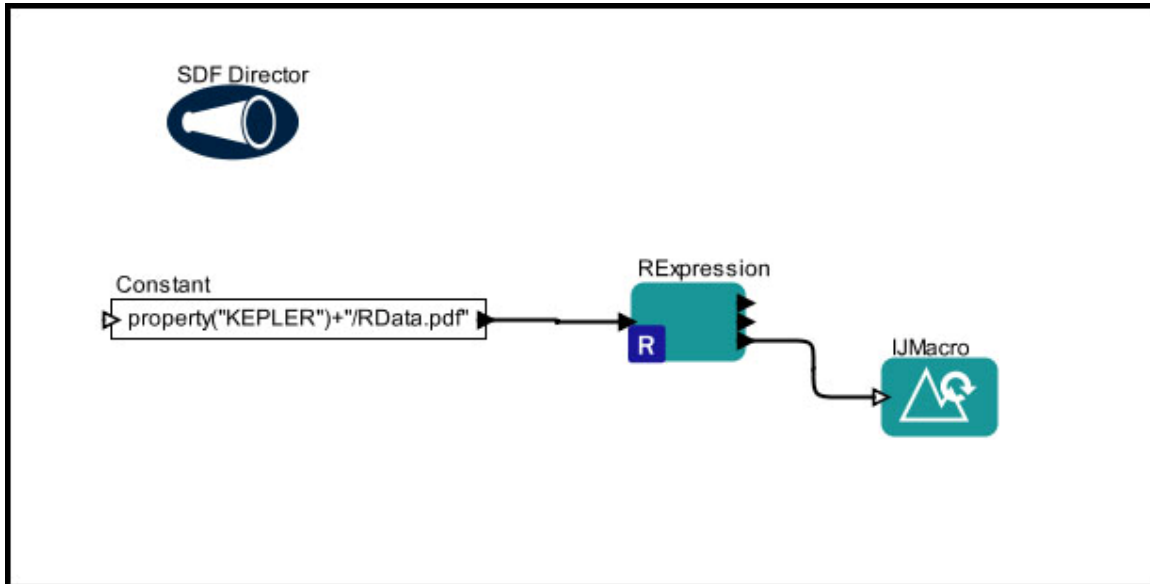 SDF Director
Constant
property("KEPLER")+"/RData.pdf"
RExpression
R
IJMacro